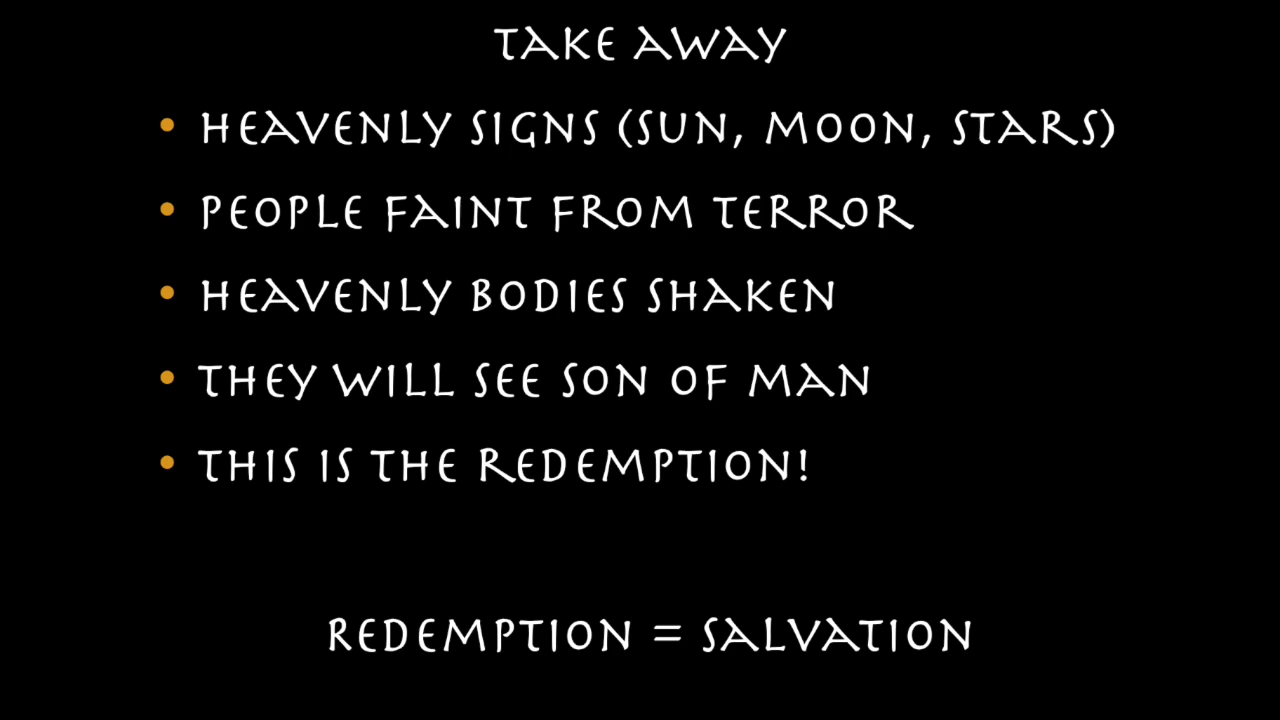 TAKE AWAY
• HEAVENLY SIGNS (SUN, MOON, STARS)
• PEOPLE FAINT FROM TERROR
• HEAVENLY BODIES SHAKEN
• THEY WILL SEE SON OF MAN
• THIS IS THE REDEMPTION!
REDEMPTION = SALVATION